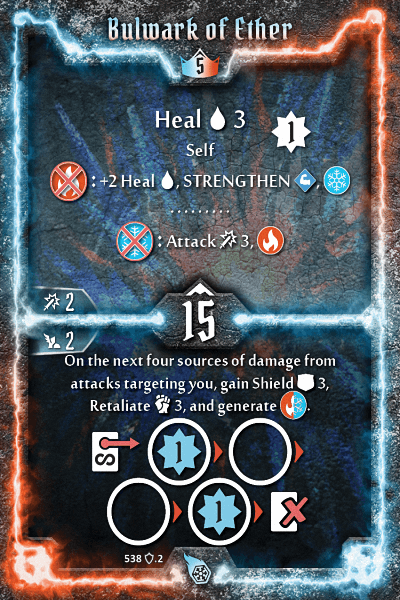 Bulwark of Ether
5
Heal 3
1
Self
: +2 Heal , STRENGTHEN ,
.........
: Attack 3,
2
15
2
On the next four sources of damage from
attacks targeting you, gain Shield 3,
Retaliate 3, and generate .
S 1
1
538 .2